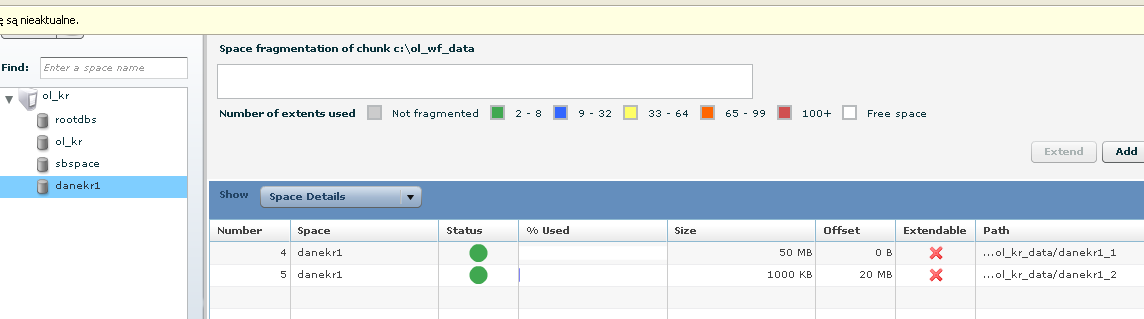 ę są nieaktualne.
Space fragmentation of chunk c:\ol_wf_data
Find: Enter a space name
ol_kr
rootdbs
ol_kr
sbspace
danekr1
Number of extents used Not fragmented 2 - 8 9 - 32 33 - 64 65 - 99 100+ Free space
Extend Add
Show Space Details
Number Space Status % Used Size Offset Extendable Path
4 danekr1 50 MB 0 B ...ol_kr_data/danekr1_1
5 danekr1 1000 KB 20 MB ...ol_kr_data/danekr1_2